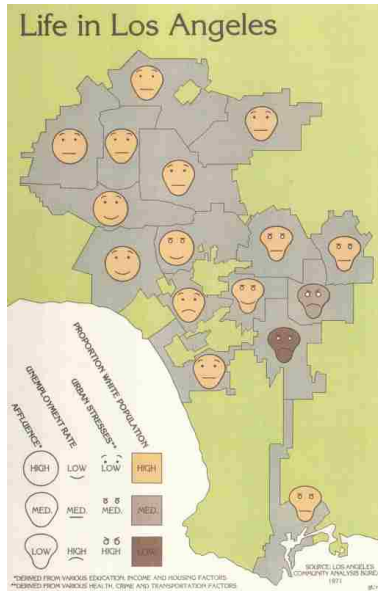 Life in Los Angeles
AFFLUENCE*
UNEMPLOYMENT RATE
URBAN STRESSES**
PROPORTION WHITE POPULATION
HIGH LOW LOW HIGH
MED. MED. MED. MED.
LOW HIGH HIGH LOW
*DERIVED FROM VARIOUS EDUCATION, INCOME AND HOUSING FACTORS.
**DERIVED FROM VARIOUS HEALTH, CRIME AND TRANSPORTATION FACTORS.
SOURCE: LOS ANGELES
COMMUNITY ANALYSIS BUREAU
1971